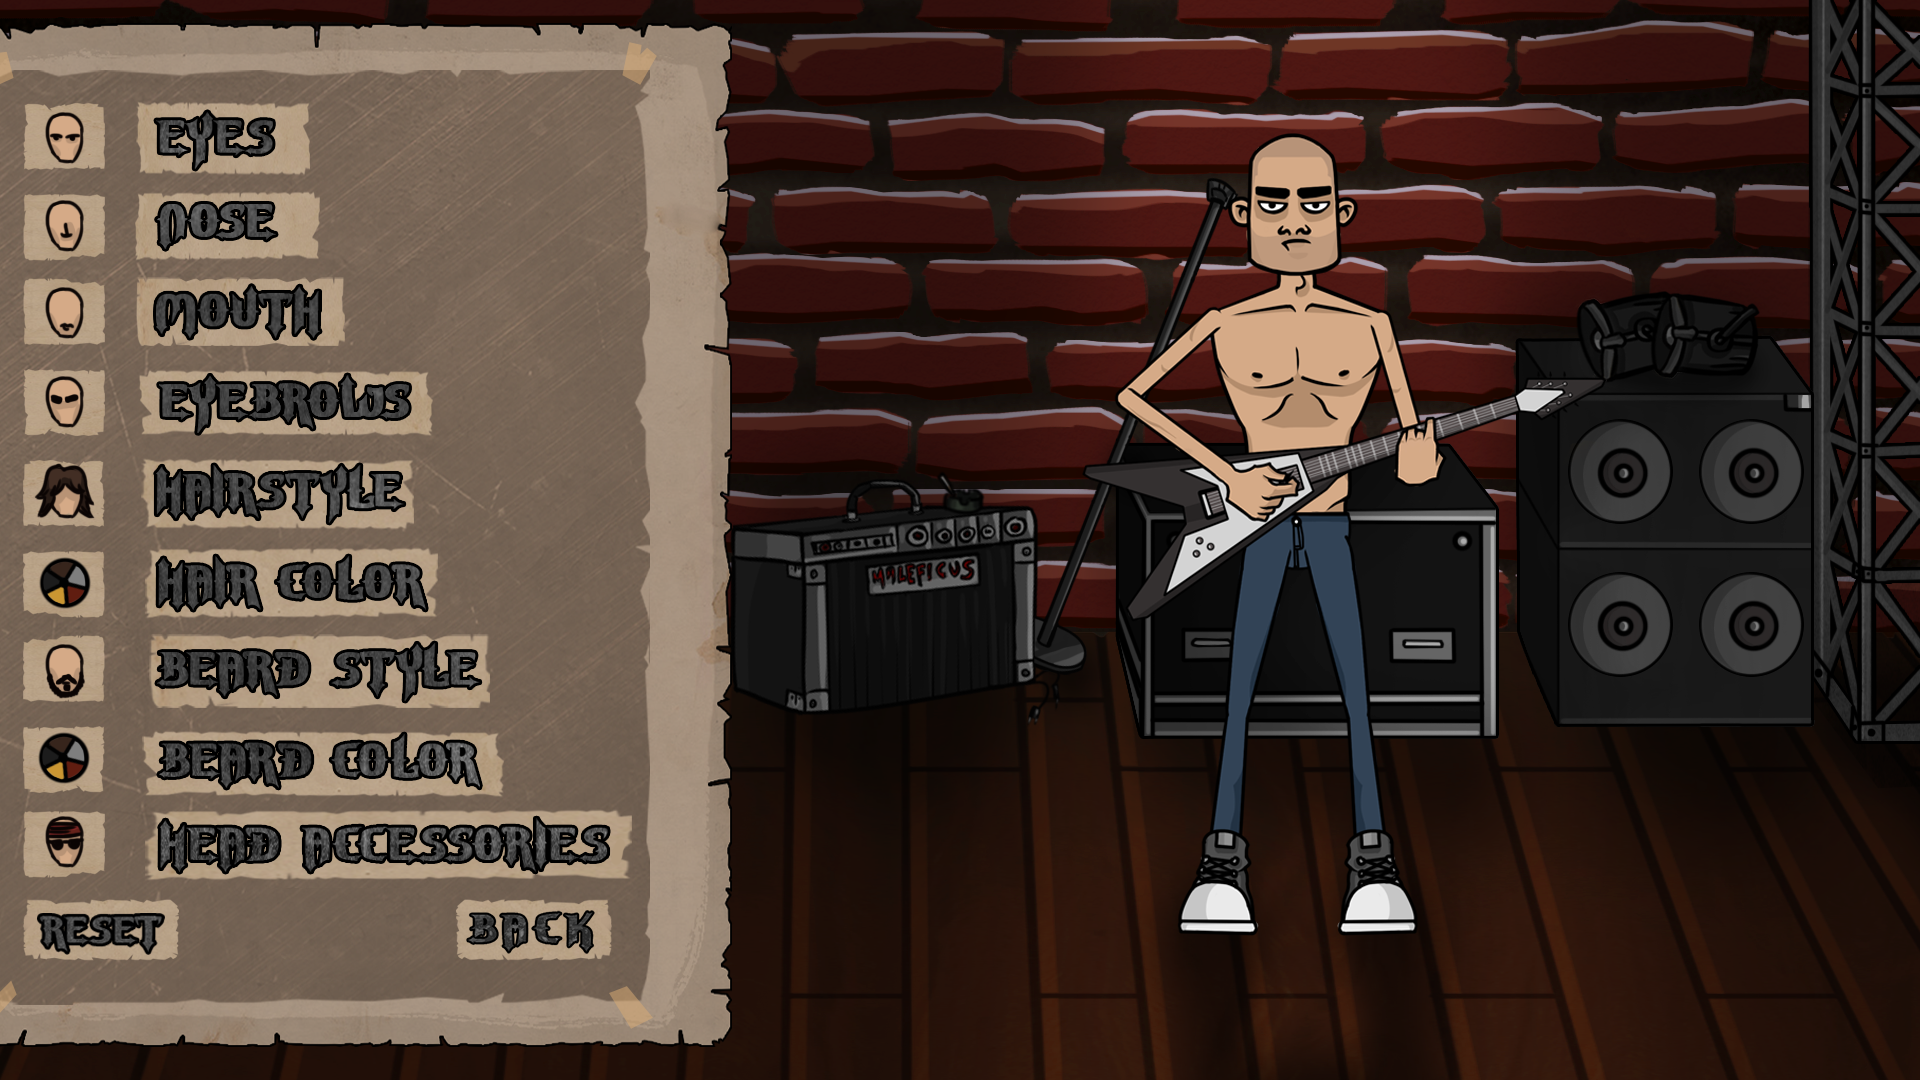 EYES
NOSE
MOUTH
EYEBROWS
HAIRSTYLE
HAIR COLOR
BEARD STYLE
BEARD COLOR
HEAD ACCESSORIES
RESET
BACK
MALEFICUS